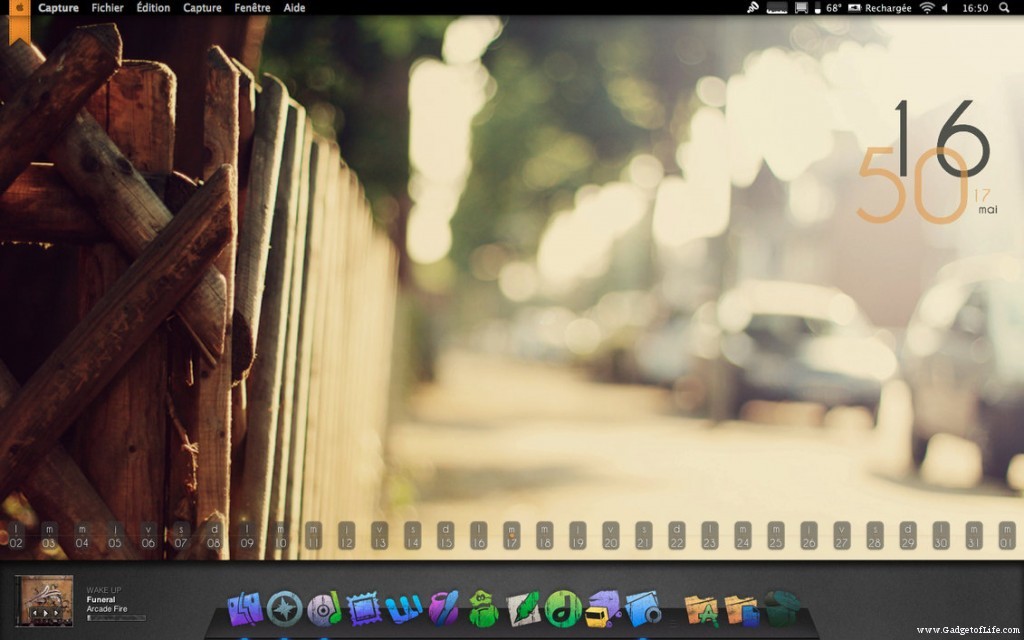 Capture Fichier Édition Capture Fenêtre Aide 68° Rechargée 16:50
16
50 17
mai
l m m j v s d l m m j v s d l m m j v s d l m m j v s d l m m
02 03 04 05 06 07 08 09 10 11 12 13 14 15 16 17 18 19 20 21 22 23 24 25 26 27 28 29 30 31 01
WAKE UP
Funeral
Arcade Fire
www.GadgetofLife.com